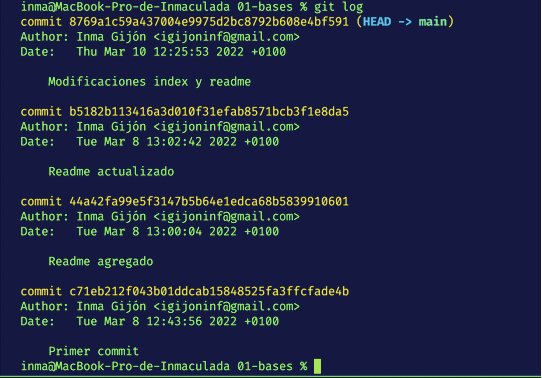 inma@MacBook-Pro-de-Inmaculada 01-bases % git log
commit 8769a1c59a437004e9975d2bc8792b608e4bf591 (HEAD -> main)
Author: Inma Gijón <igijoninf@gmail.com>
Date:   Thu Mar 10 12:25:53 2022 +0100
    Modificaciones index y readme
commit b5182b113416a3d010f31efab8571bcb3f1e8da5
Author: Inma Gijón <igijoninf@gmail.com>
Date:   Tue Mar 8 13:02:42 2022 +0100
    Readme actualizado
commit 44a42fa99e5f3147b5b64e1edca68b5839910601
Author: Inma Gijón <igijoninf@gmail.com>
Date:   Tue Mar 8 13:00:04 2022 +0100
    Readme agregado
commit c71eb212f043b01ddcab15848525fa3ffcfade4b
Author: Inma Gijón <igijoninf@gmail.com>
Date:   Tue Mar 8 12:43:56 2022 +0100
    Primer commit
inma@MacBook-Pro-de-Inmaculada 01-bases %